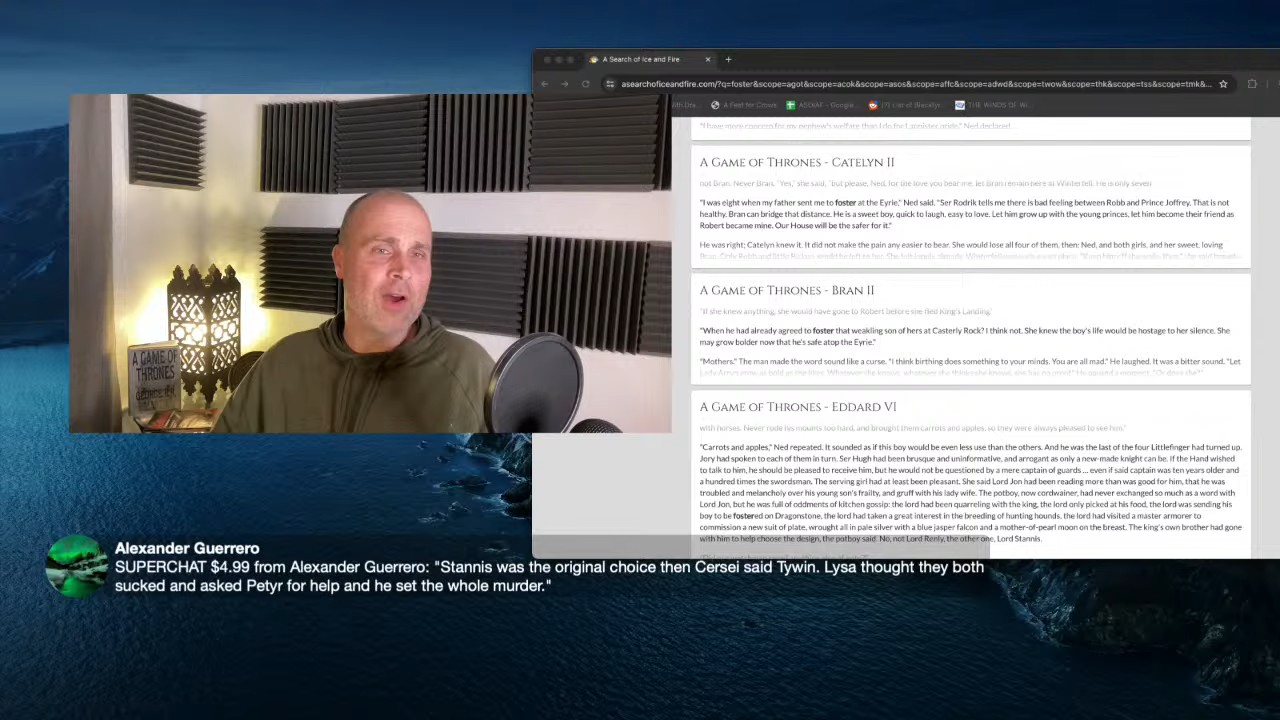 A Search of Ice and Fire
asearchoficeandfire.com/?q=foster&scope=agot&scope=acok&scope=asos&scope=affc&scope=adwd&scope=twow&scope=thk&scope=tss&scope=tmk&...
A Feast for Crows
ASOIAF - Google...
THE WINDS OF WI...
"I have more concern for my nephew's welfare than I do for Lannister pride," Ned declared...
A GAME OF THRONES - CATELYN II
not Bran. Never Bran. "Yes," she said, "but please, Ned, for the love you bear me, let Bran remain here at Winterfell. He is only seven
"I was eight when my father sent me to foster at the Eyrie," Ned said. "Ser Rodrik tells me there is bad feeling between Robb and Prince Joffrey. That is not
healthy. Bran can bridge that distance. He is a sweet boy, quick to laugh, easy to love. Let him grow up with the young princes, let him become their friend as
Robert became mine. Our House will be the safer for it."
He was right; Catelyn knew it. It did not make the pain any easier to bear. She would lose all four of them, then: Ned, and both girls, and her sweet, loving
A GAME OF THRONES - BRAN II
"If she knew anything, she would have gone to Robert before she fled King's Landing."
"When he had already agreed to foster that weakling son of hers at Casterly Rock? I think not. She knew the boy's life would be hostage to her silence. She
may grow bolder now that he's safe atop the Eyrie."
"Mothers." The man made the word sound like a curse. "I think birthing does something to your minds. You are all mad." He laughed. It was a bitter sound. "Let
A GAME OF THRONES - EDDARD VI
with horses. Never rode his mounts too hard, and brought them carrots and apples, so they were always pleased to see him."
"Carrots and apples," Ned repeated. It sounded as if this boy would be even less use than the others. And he was the last of the four Littlefinger had turned up.
Jory had spoken to each of them in turn. Ser Hugh had been brusque and uninformative, and arrogant as only a new-made knight can be. If the Hand wished
to talk to him, he should be pleased to receive him, but he would not be questioned by a mere captain of guards ... even if said captain was ten years older and
a hundred times the swordsman. The serving girl had at least been pleasant. She said Lord Jon had been reading more than was good for him, that he was
troubled and melancholy over his young son's frailty, and gruff with his lady wife. The potboy, now cordwainer, had never exchanged so much as a word with
Lord Jon, but he was full of oddments of kitchen gossip: the lord had been quarreling with the king, the lord only picked at his food, the lord was sending his
boy to be fostered on Dragonstone, the lord had taken a great interest in the breeding of hunting hounds, the lord had visited a master armorer to
commission a new suit of plate, wrought all in pale silver with a blue jasper falcon and a mother-of-pearl moon on the breast. The king's own brother had gone
with him to help choose the design, the potboy said. No, not Lord Renly, the other one, Lord Stannis.
A GAME OF
THRONES
Alexander Guerrero
SUPERCHAT $4.99 from Alexander Guerrero: "Stannis was the original choice then Cersei said Tywin. Lysa thought they both
sucked and asked Petyr for help and he set the whole murder."